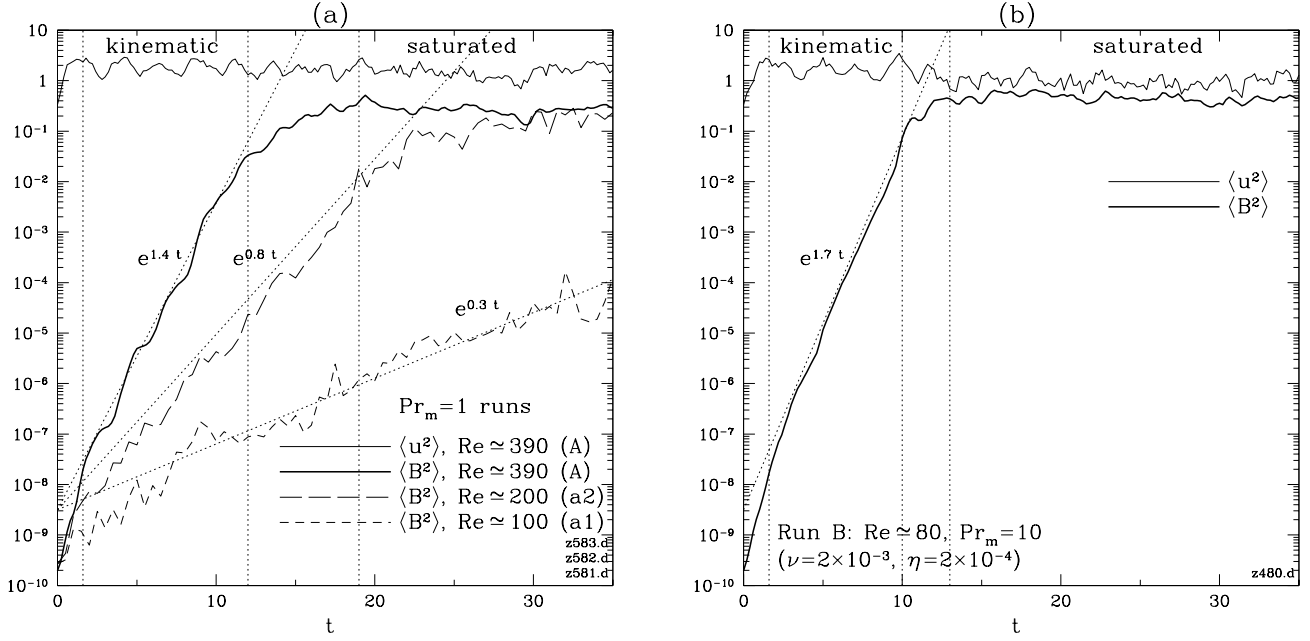 (a)
10
1
10⁻¹
10⁻²
10⁻³
10⁻⁴
10⁻⁵
10⁻⁶
10⁻⁷
10⁻⁸
10⁻⁹
10⁻¹⁰
kinematic
saturated
e^1.4 t
e^0.8 t
e^0.3 t
Pr_m=1 runs
⟨u²⟩, Re≃390 (A)
⟨B²⟩, Re≃390 (A)
⟨B²⟩, Re≃200 (a2)
⟨B²⟩, Re≃100 (a1)
z583.d
z582.d
z581.d
0 10 20 30
t
(b)
10
1
10⁻¹
10⁻²
10⁻³
10⁻⁴
10⁻⁵
10⁻⁶
10⁻⁷
10⁻⁸
10⁻⁹
10⁻¹⁰
kinematic
saturated
⟨u²⟩
⟨B²⟩
e^1.7 t
Run B: Re≃80, Pr_m=10
(ν=2×10⁻³, η=2×10⁻⁴)
z480.d
0 10 20 30
t